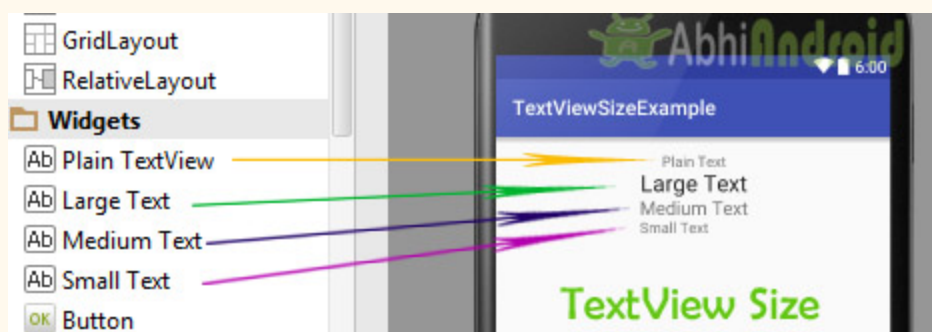 GridLayout
RelativeLayout
Widgets
Ab Plain TextView
Ab Large Text
Ab Medium Text
Ab Small Text
OK Button
AbhiAndroid
6:00
TextViewSizeExample
Plain Text
Large Text
Medium Text
Small Text
TextView Size